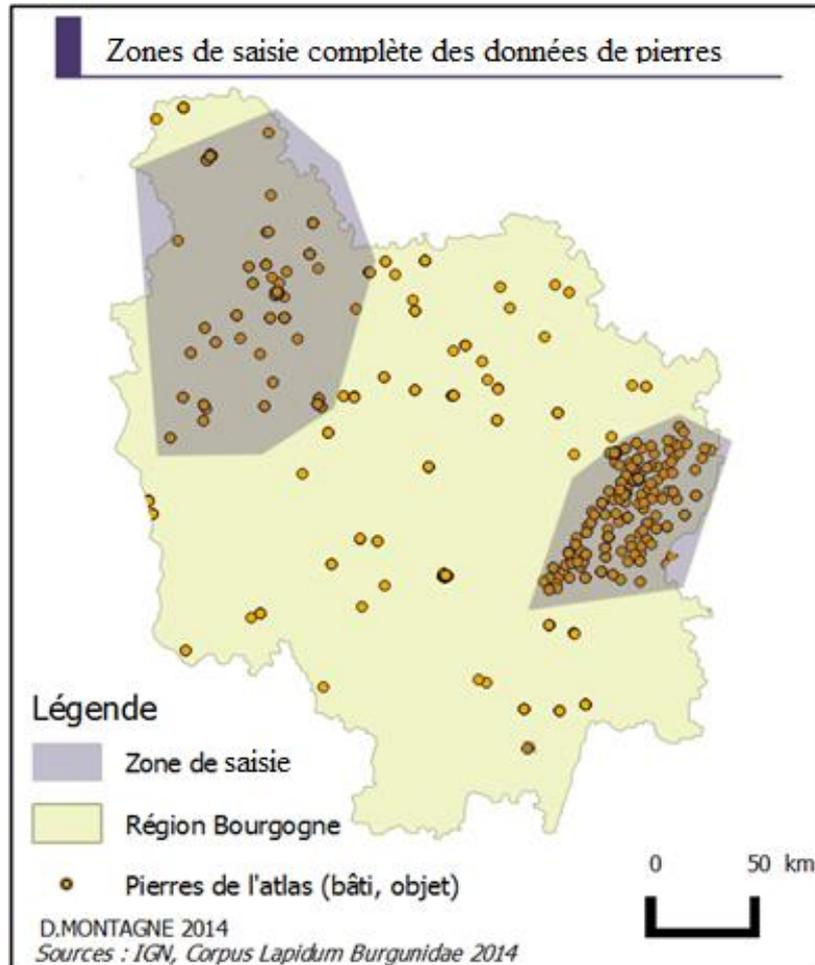 Zones de saisie complète des données de pierres
Légende
Zone de saisie
Région Bourgogne
Pierres de l'atlas (bâti, objet)
0 50 km
D.MONTAGNE 2014
Sources : IGN, Corpus Lapidum Burgunidae 2014